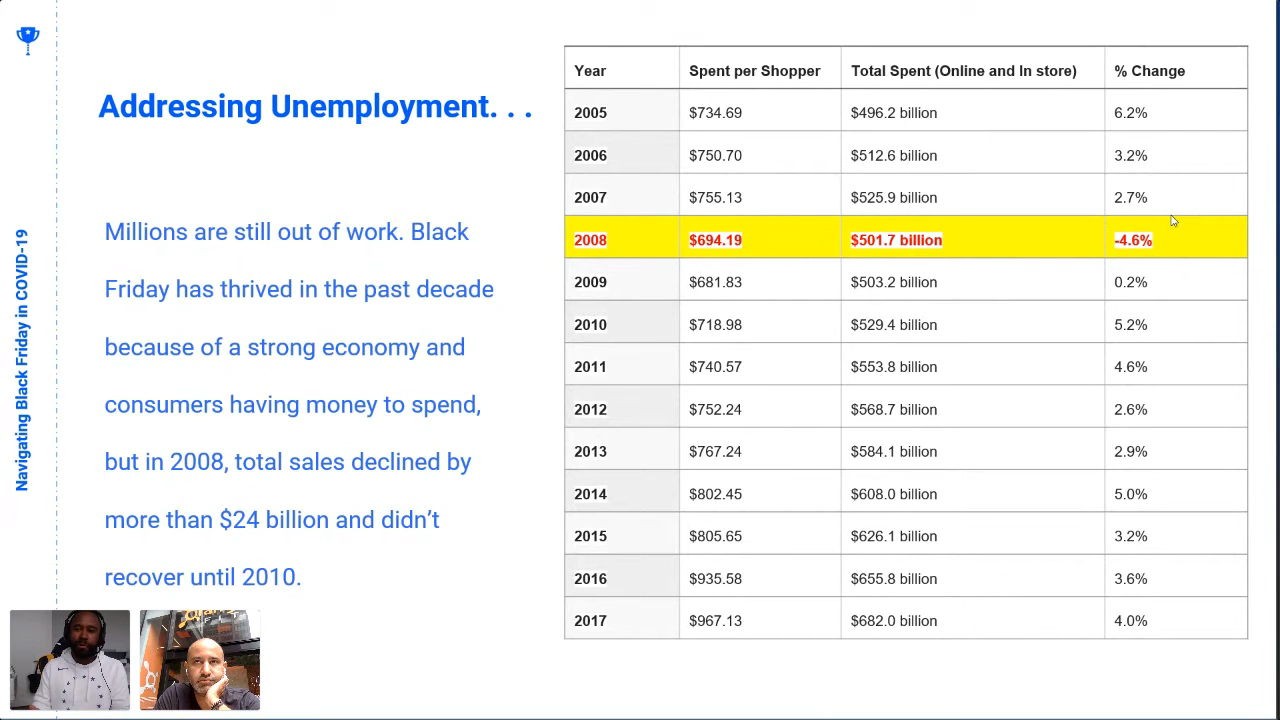 Navigating Black Friday in COVID-19
Addressing Unemployment. . .
Millions are still out of work. Black
Friday has thrived in the past decade
because of a strong economy and
consumers having money to spend,
but in 2008, total sales declined by
more than $24 billion and didn’t
recover until 2010.
Year Spent per Shopper Total Spent (Online and In store) % Change
2005 $734.69 $496.2 billion 6.2%
2006 $750.70 $512.6 billion 3.2%
2007 $755.13 $525.9 billion 2.7%
2008 $694.19 $501.7 billion -4.6%
2009 $681.83 $503.2 billion 0.2%
2010 $718.98 $529.4 billion 5.2%
2011 $740.57 $553.8 billion 4.6%
2012 $752.24 $568.7 billion 2.6%
2013 $767.24 $584.1 billion 2.9%
2014 $802.45 $608.0 billion 5.0%
2015 $805.65 $626.1 billion 3.2%
2016 $935.58 $655.8 billion 3.6%
2017 $967.13 $682.0 billion 4.0%